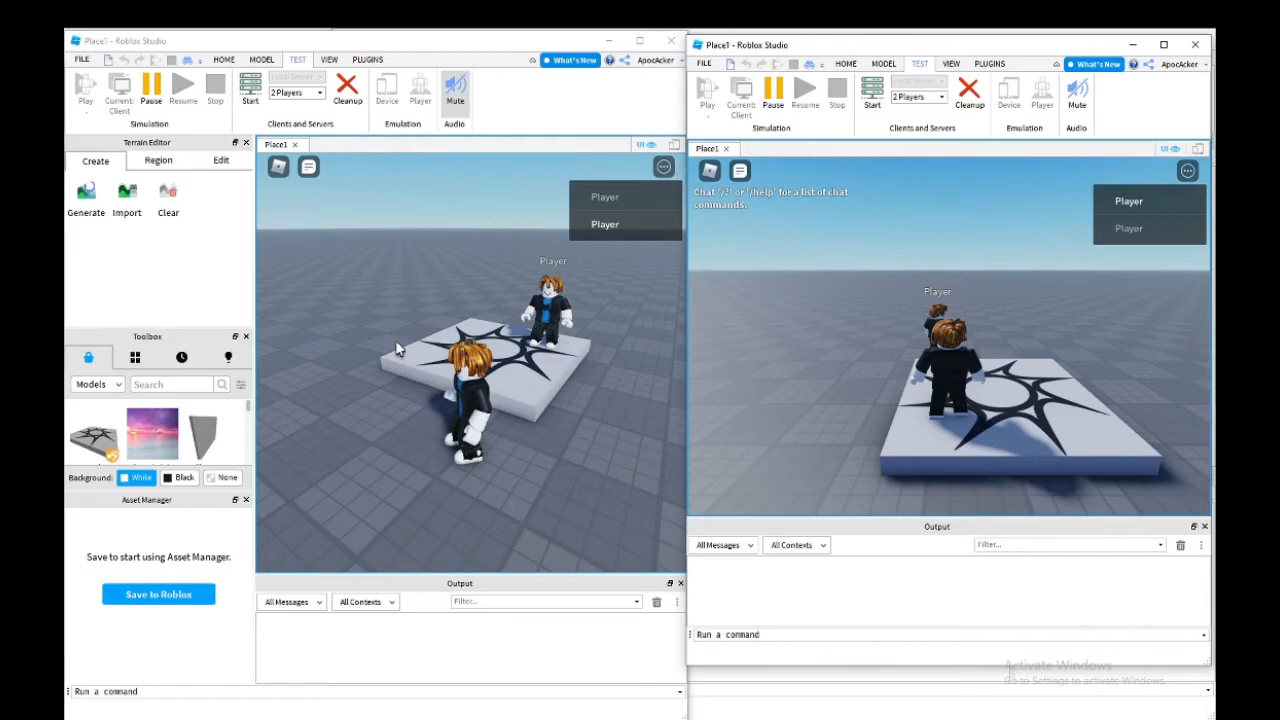 Place1 - Roblox Studio
FILE HOME MODEL TEST VIEW PLUGINS What's New ApocAcker
Play Current: Client Pause Resume Stop Start Local Server 2 Players Cleanup Device Player Mute
Simulation Clients and Servers Emulation Audio
Terrain Editor
Create Region Edit
Generate Import Clear
Toolbox
Models Search
Background: White Black None
Asset Manager
Save to start using Asset Manager.
Save to Roblox
Place1
Player
Player
Player
Output
All Messages All Contexts Filter...
Run a command
Place1 - Roblox Studio
FILE HOME MODEL TEST VIEW PLUGINS What's New ApocAcker
Play Current: Client Pause Resume Stop Start Local Server 2 Players Cleanup Device Player Mute
Simulation Clients and Servers Emulation Audio
Place1
UI
Chat '/?' or '/help' for a list of chat
commands.
Player
Player
Player
Output
All Messages All Contexts Filter...
Run a command
Activate Windows
Go to Settings to activate Windows.